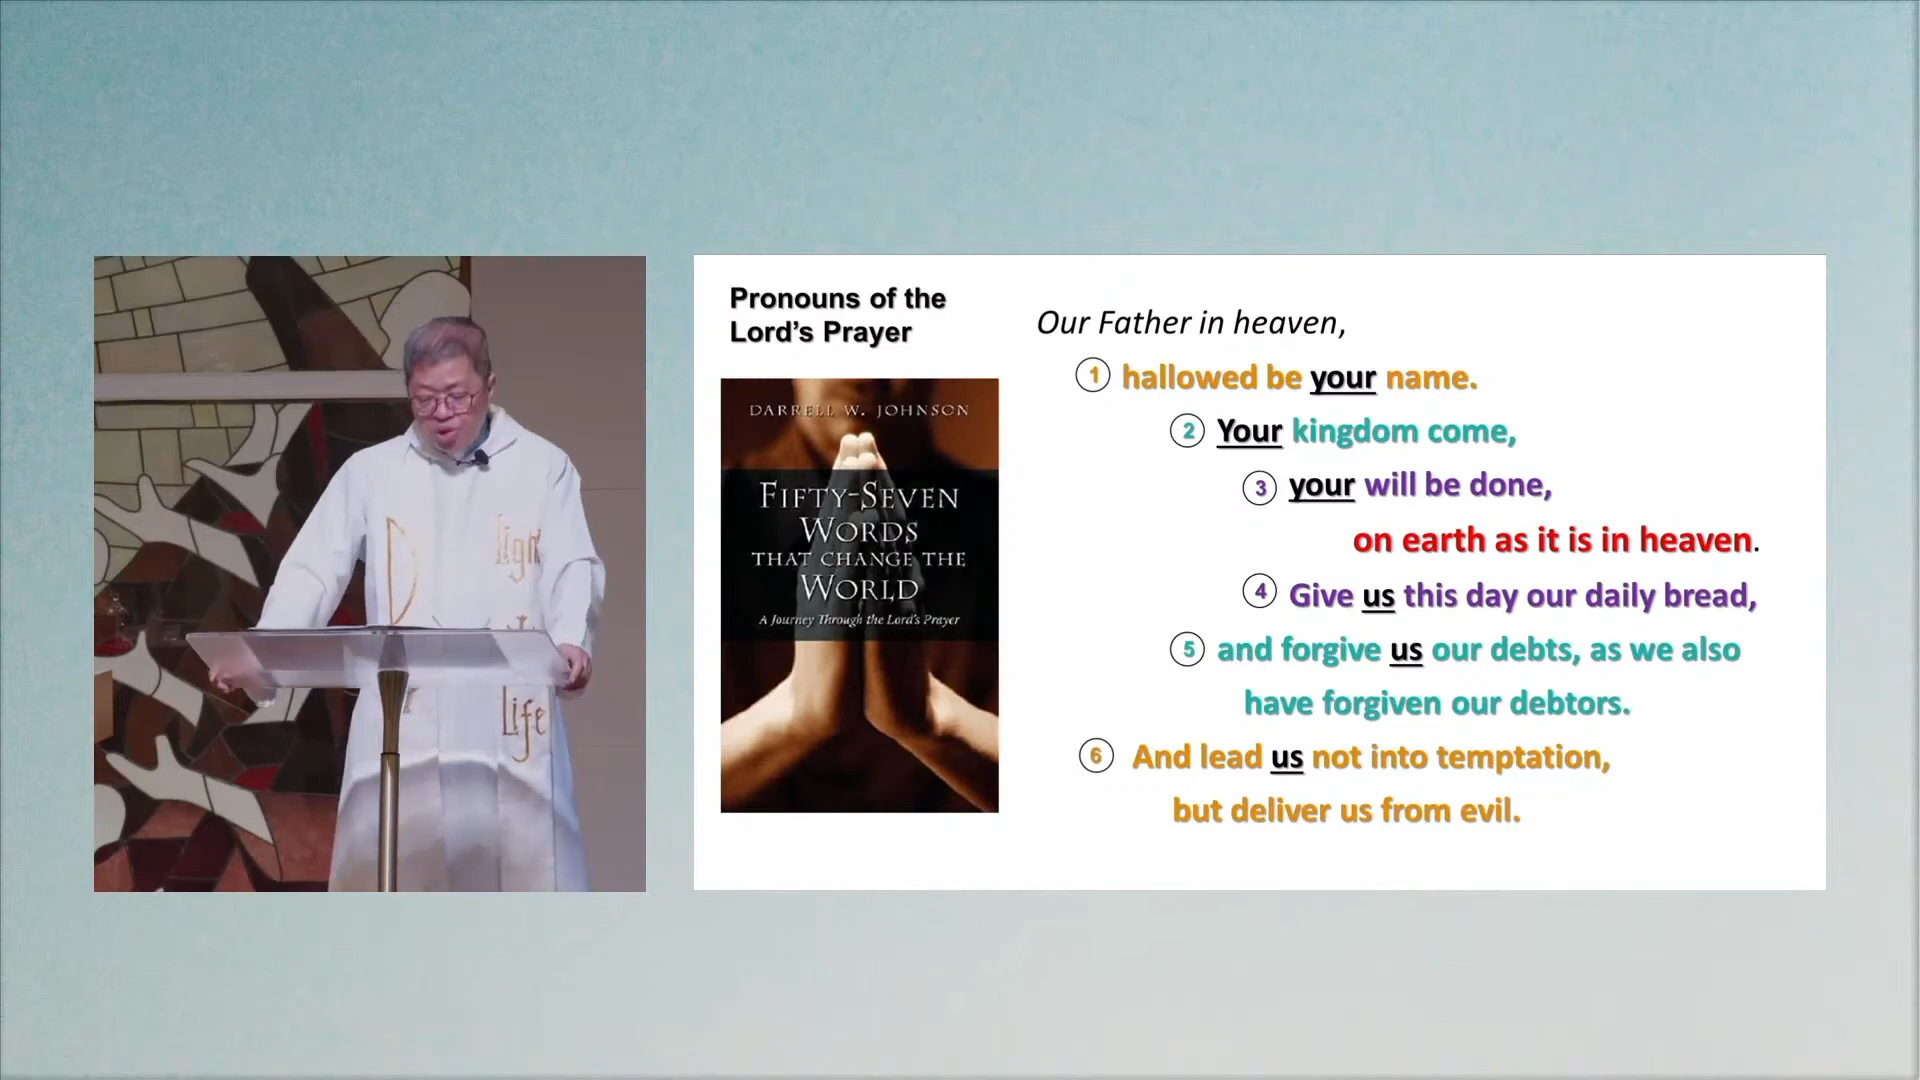 Light
Life
Pronouns of the
Lord's Prayer
DARRELL W. JOHNSON
FIFTY-SEVEN
WORDS
THAT CHANGE THE
WORLD
A Journey Through the Lord's Prayer
Our Father in heaven,
1 hallowed be your name.
2 Your kingdom come,
3 your will be done,
on earth as it is in heaven.
4 Give us this day our daily bread,
5 and forgive us our debts, as we also
have forgiven our debtors.
6 And lead us not into temptation,
but deliver us from evil.